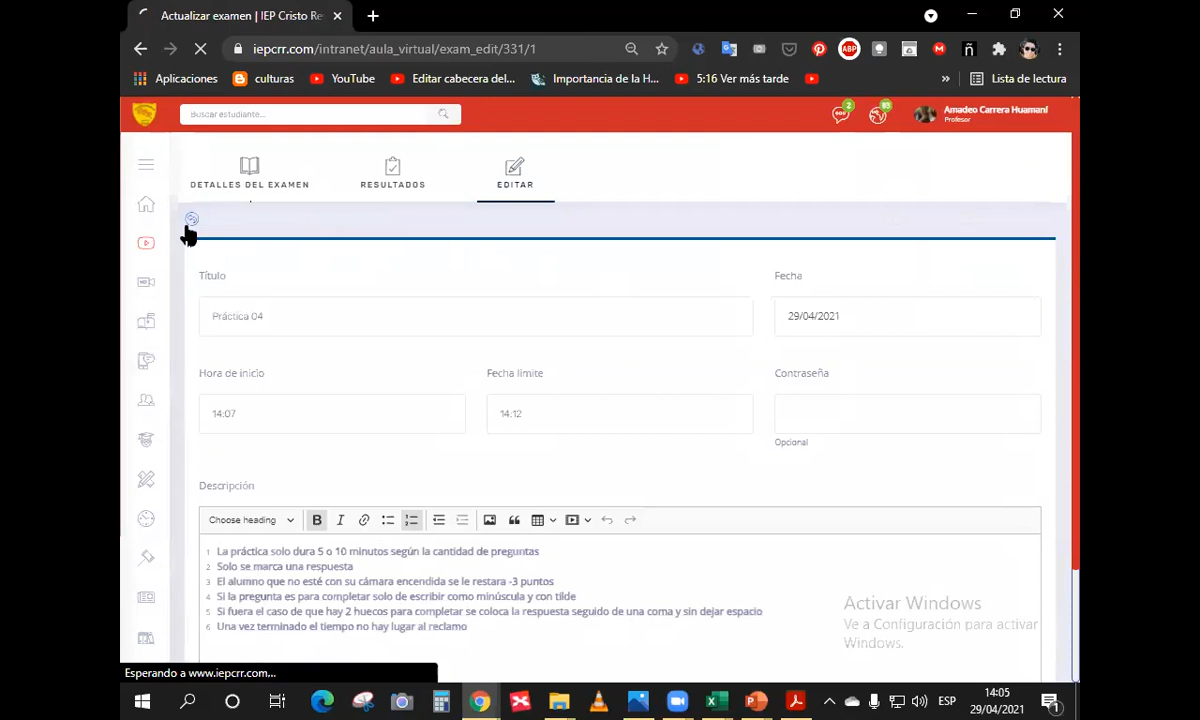 Actualizar examen | IEP Cristo Re
iepcrr.com/intranet/aula_virtual/exam_edit/331/1
Aplicaciones
culturas
YouTube
Editar cabecera del...
Importancia de la H...
5:16 Ver más tarde
»
Lista de lectura
Buscar estudiante...
2
Amadeo Carrera Huamaní
Profesor
DETALLES DEL EXAMEN
RESULTADOS
EDITAR
Título
Fecha
Práctica 04
29/04/2021
Hora de inicio
Fecha límite
Contraseña
14:07
14:12
Opcional
Descripción
Choose heading
B
I
1 La práctica solo dura 5 o 10 minutos según la cantidad de preguntas
2 Solo se marca una respuesta
3 El alumno que no esté con su cámara encendida se le restara -3 puntos
4 Si la pregunta es para completar solo de escribir como minúscula y con tilde
5 Si fuera el caso de que hay 2 huecos para completar se coloca la respuesta seguido de una coma y sin dejar espacio
6 Una vez terminado el tiempo no hay lugar al reclamo
Activar Windows
Ve a Configuración para activar
Windows.
Esperando a www.iepcrr.com...
ESP
14:05
29/04/2021
1